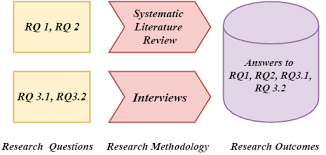 RQ 1, RQ 2
Systematic
Literature
Review
RQ 3.1, RQ3.2
Interviews
Answers to
RQ1, RQ2, RQ3.1,
RQ 3.2
Research Questions
Research Methodology
Research Outcomes